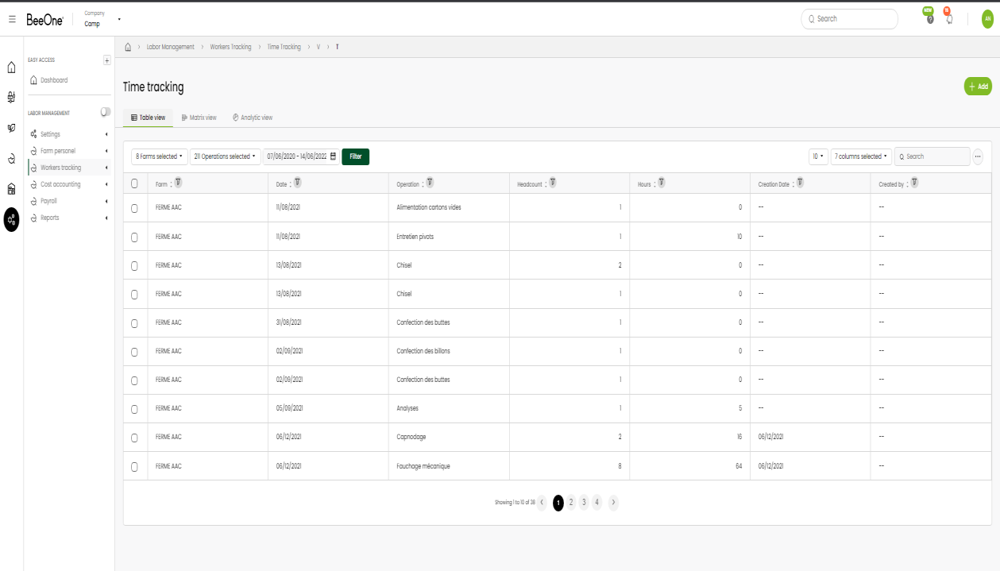 BeeOne
Company
Camp
Search
NEW
AN
EASY ACCESS
Dashboard
LABOR MANAGEMENT
Settings
Farm personel
Workers tracking
Cost accounting
Payroll
Reports
Labor Management > Workers Tracking > Time Tracking > V > T
Time tracking
+ Add
Table view Matrix view Analytic view
8 Farms selected 211 Operations selected 07/06/2020 - 14/06/2022 Filter 10 7 columns selected Search ...
Farm : Date : Operation : Headcount : Hours : Creation Date : Created by :
FERME AAC 11/08/2021 Alimentation cartons vides 1 0 -- --
FERME AAC 11/08/2021 Entretien pivots 1 10 -- --
FERME AAC 13/08/2021 Chisel 2 0 -- --
FERME AAC 13/08/2021 Chisel 1 0 -- --
FERME AAC 31/08/2021 Confection des buttes 1 0 -- --
FERME AAC 02/09/2021 Confection des billons 1 0 -- --
FERME AAC 02/09/2021 Confection des buttes 1 0 -- --
FERME AAC 05/09/2021 Analyses 1 5 -- --
FERME AAC 06/12/2021 Capnodage 2 16 06/12/2021 --
FERME AAC 06/12/2021 Fauchage mécanique 8 64 06/12/2021 --
Showing 1 to 10 of 38 1 2 3 4